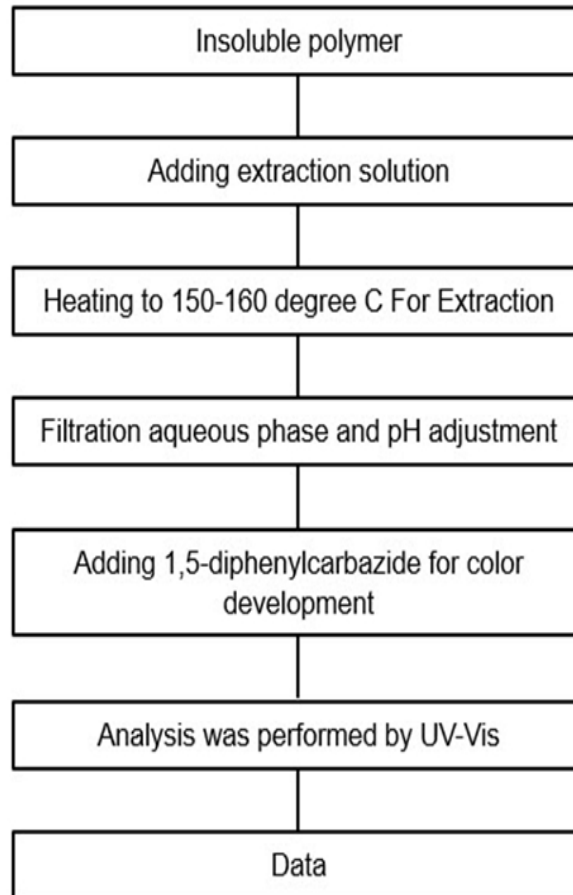 Insoluble polymer
Adding extraction solution
Heating to 150-160 degree C For Extraction
Filtration aqueous phase and pH adjustment
Adding 1,5-diphenylcarbazide for color
development
Analysis was performed by UV-Vis
Data